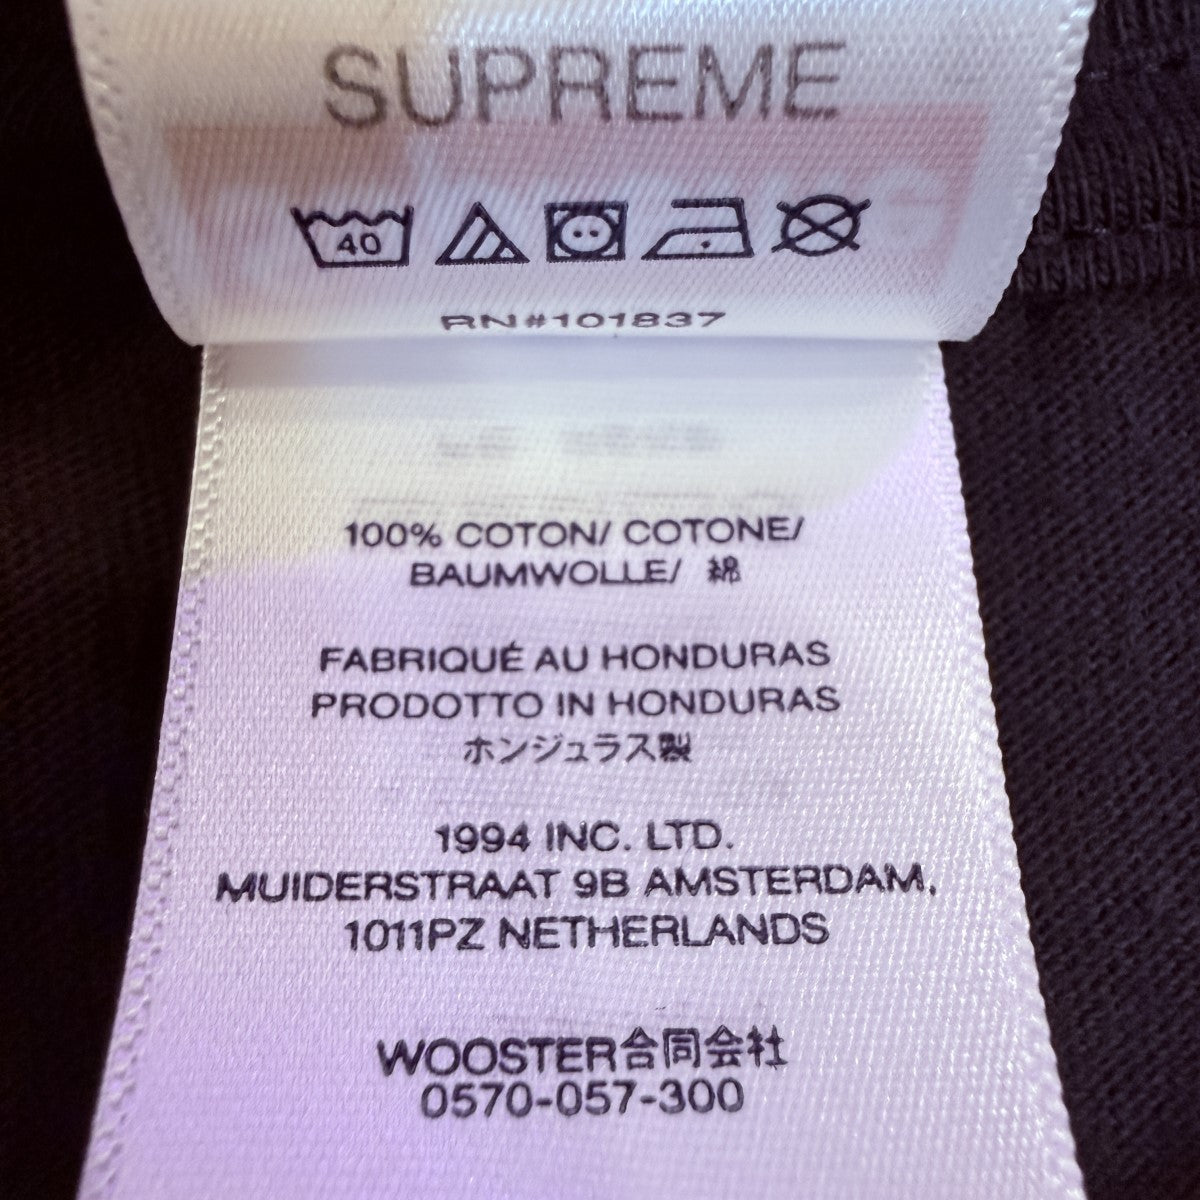 SUPREME
40
RN#101837
100% COTON/ COTONE/
BAUMWOLLE/ 綿
FABRIQUÉ AU HONDURAS
PRODOTTO IN HONDURAS
ホンジュラス製
1994 INC. LTD.
MUIDERSTRAAT 9B AMSTERDAM,
1011PZ NETHERLANDS
WOOSTER合同会社
0570-057-300